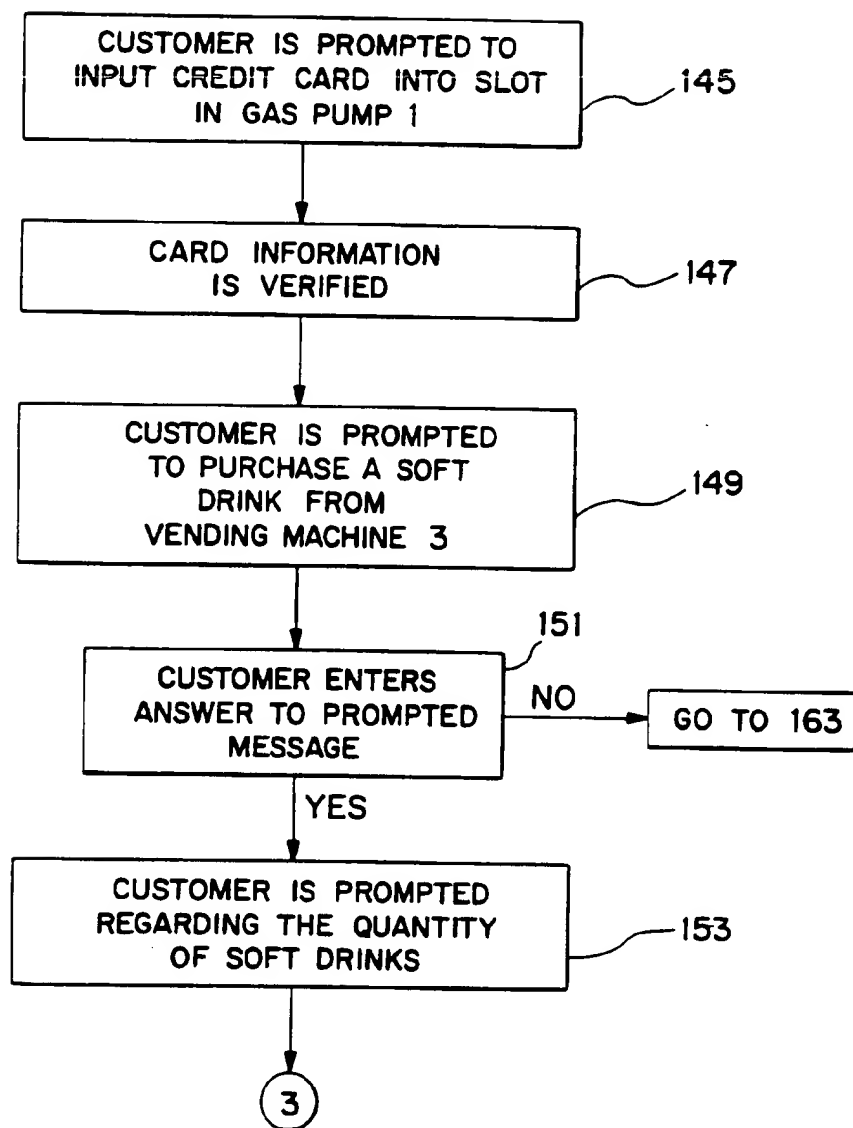 CUSTOMER IS PROMPTED TO
INPUT CREDIT CARD INTO SLOT
IN GAS PUMP 1
145
CARD INFORMATION
IS VERIFIED
147
CUSTOMER IS PROMPTED
TO PURCHASE A SOFT
DRINK FROM
VENDING MACHINE 3
149
151
CUSTOMER ENTERS
ANSWER TO PROMPTED
MESSAGE
NO
GO TO 163
YES
CUSTOMER IS PROMPTED
REGARDING THE QUANTITY
OF SOFT DRINKS
153
3